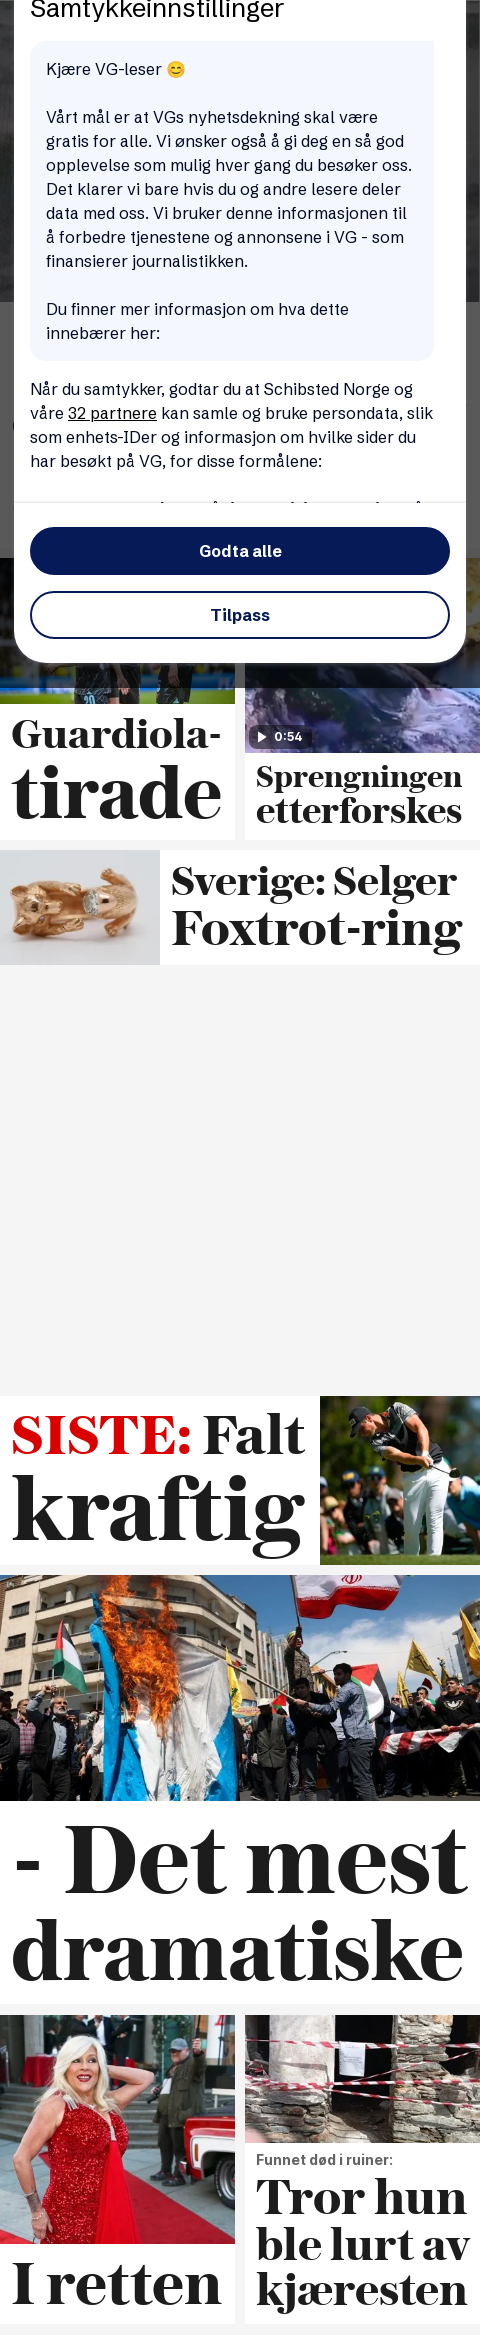 Samtykkeinnstillinger
Kjære VG-leser 😊
Vårt mål er at VGs nyhetsdekning skal være
gratis for alle. Vi ønsker også å gi deg en så god
opplevelse som mulig hver gang du besøker oss.
Det klarer vi bare hvis du og andre lesere deler
data med oss. Vi bruker denne informasjonen til
å forbedre tjenestene og annonsene i VG - som
finansierer journalistikken.
Du finner mer informasjon om hva dette
innebærer her:
Når du samtykker, godtar du at Schibsted Norge og
våre 32 partnere kan samle og bruke persondata, slik
som enhets-IDer og informasjon om hvilke sider du
har besøkt på VG, for disse formålene:
Godta alle
Tilpass
20
Guardiola-
tirade
0:54
Sprengningen
etterforskes
Sverige: Selger
Foxtrot-ring
SISTE: Falt
kraftig
- Det mest
dramatiske
I retten
Funnet død i ruiner:
Tror hun
ble lurt av
kjæresten